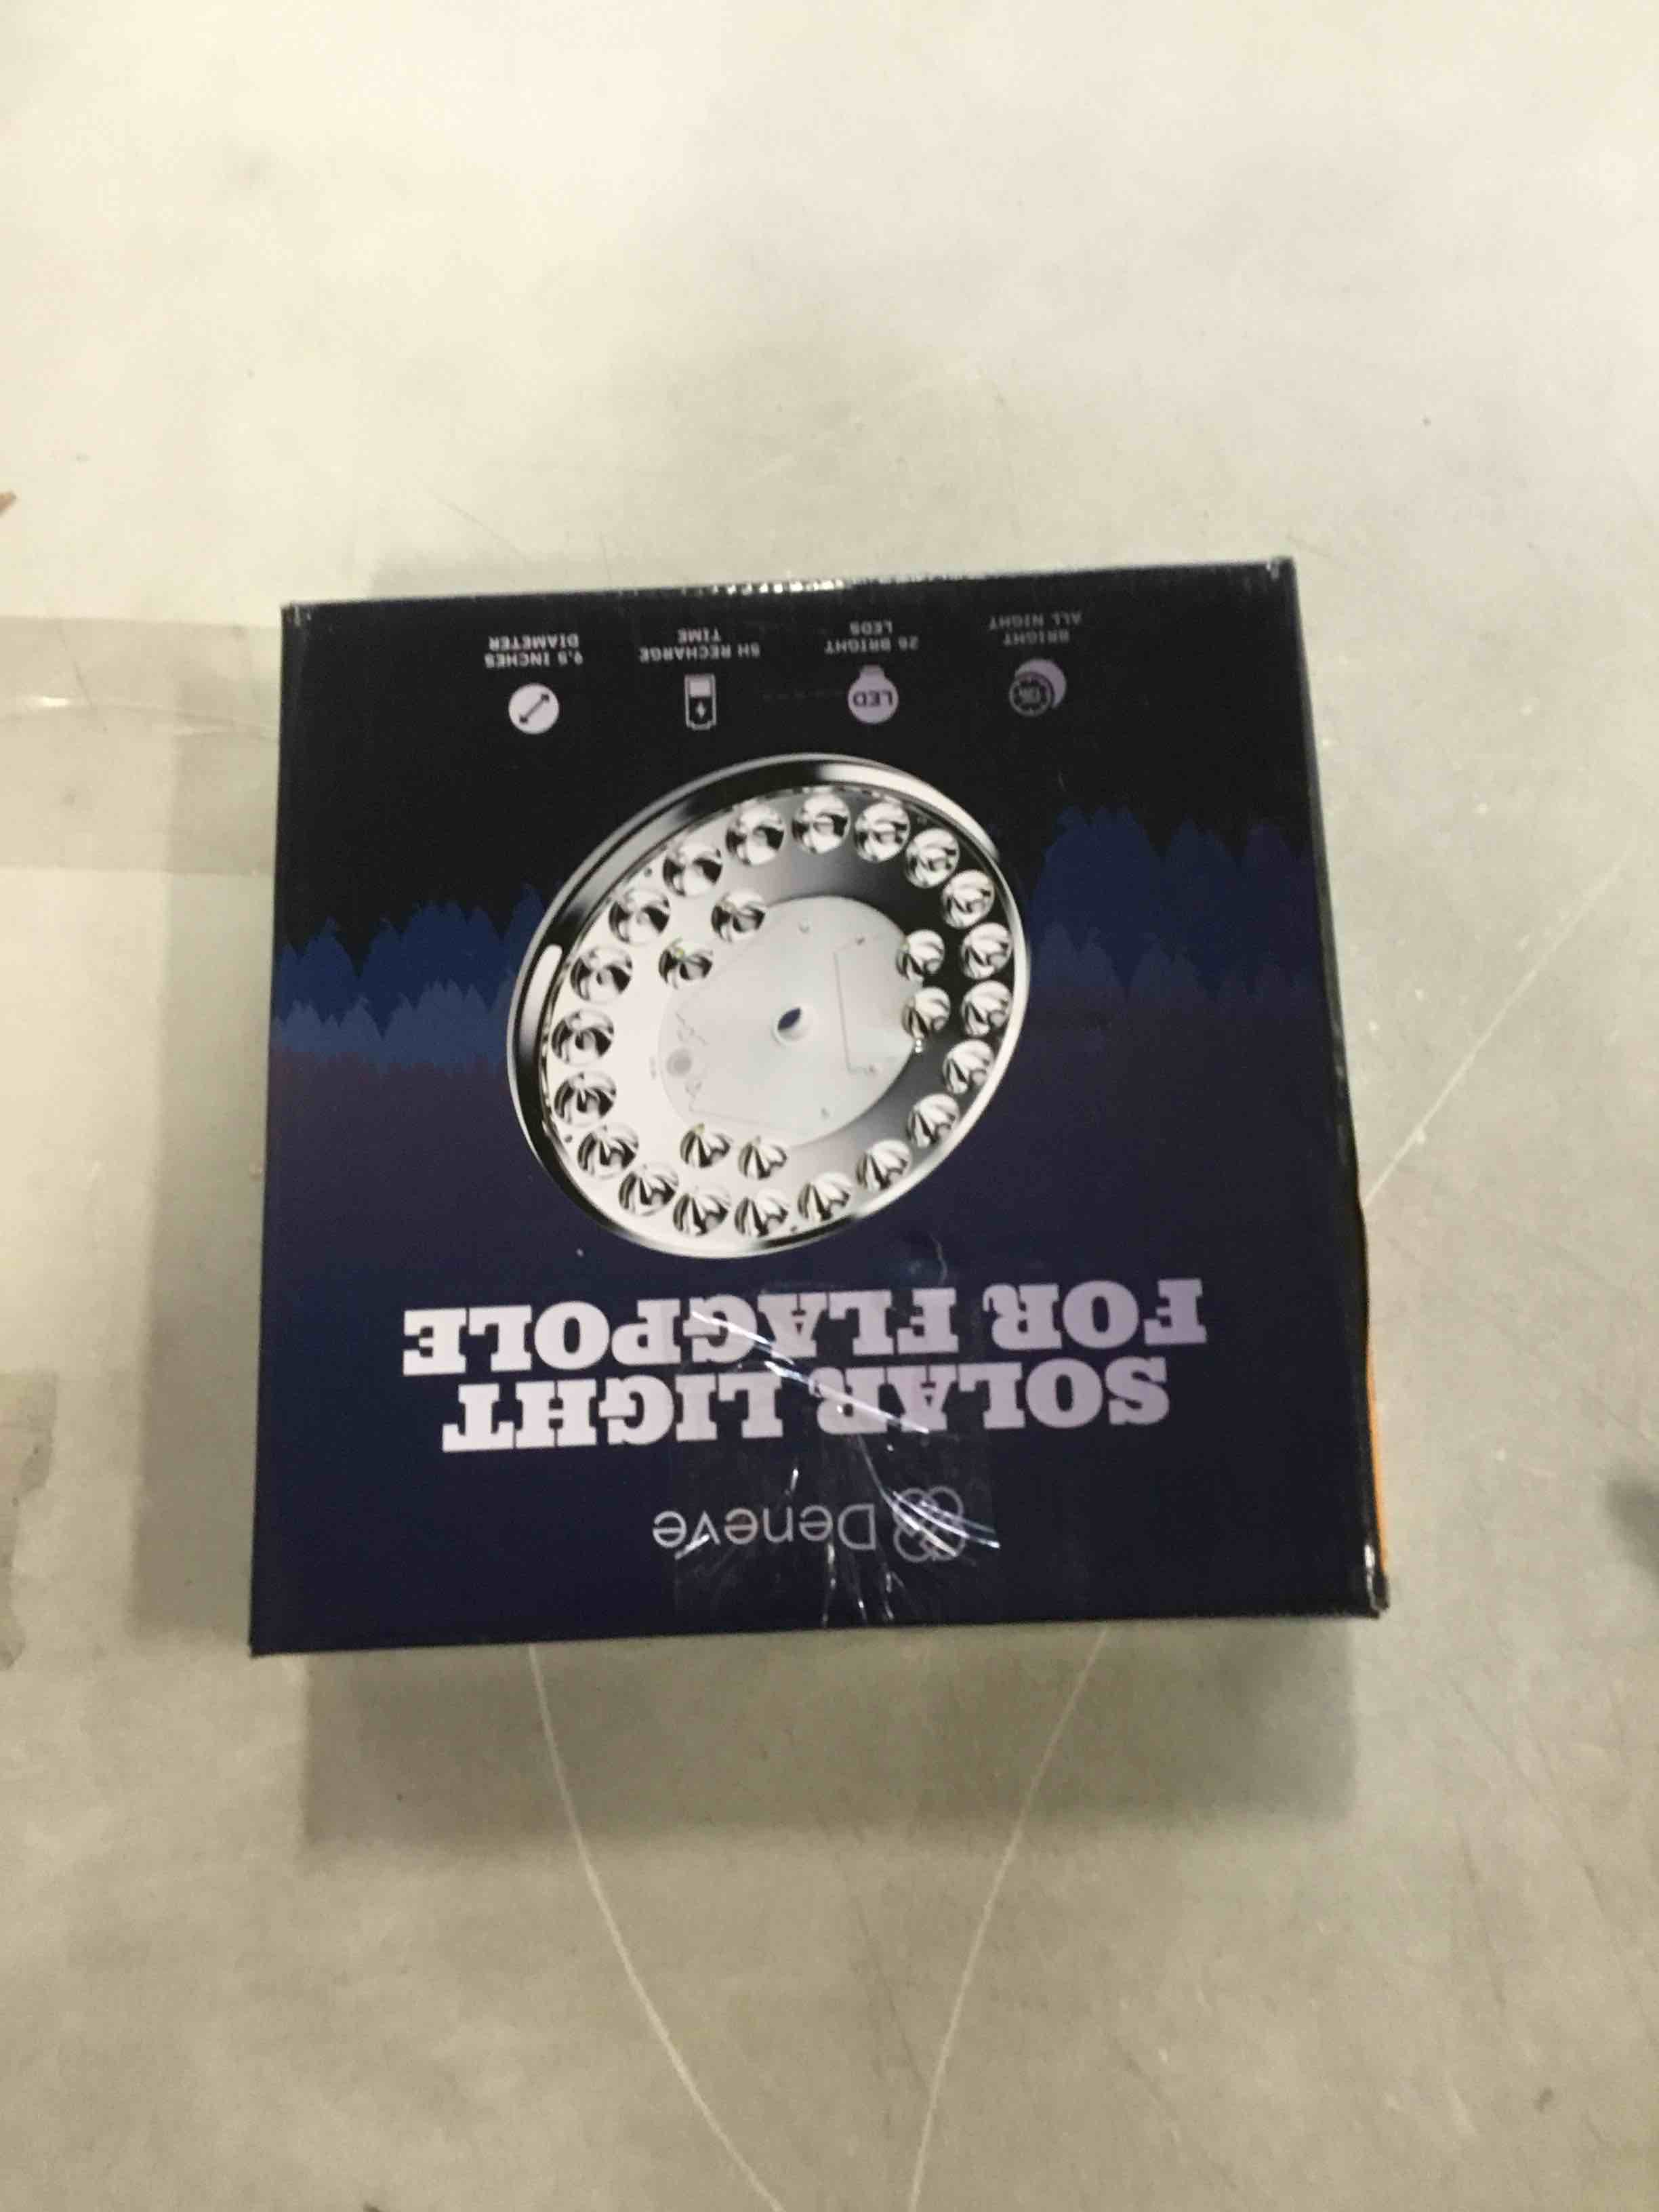 Deneve
SOLAR LIGHT
FOR FLAGPOLE
BRIGHT
ALL NIGHT
LED
26 BRIGHT
LEDS
5H RECHARGE
TIME
9.5 INCHES
DIAMETER